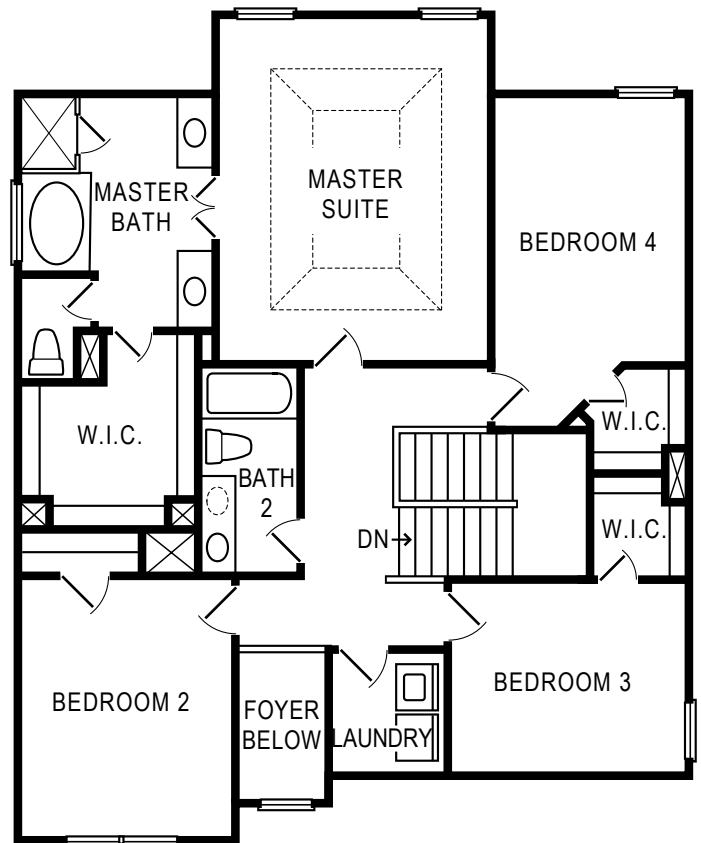 MASTER
BATH
MASTER
SUITE
BEDROOM 4
W.I.C.
W.I.C.
BATH
2
DN→
W.I.C.
BEDROOM 2
FOYER
BELOW
LAUNDRY
BEDROOM 3